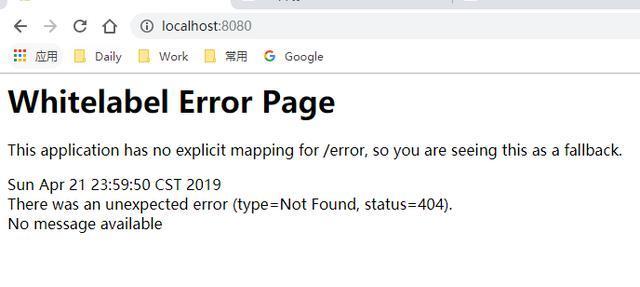 localhost:8080
应用 Daily Work 常用 Google
Whitelabel Error Page
This application has no explicit mapping for /error, so you are seeing this as a fallback.
Sun Apr 21 23:59:50 CST 2019
There was an unexpected error (type=Not Found, status=404).
No message available